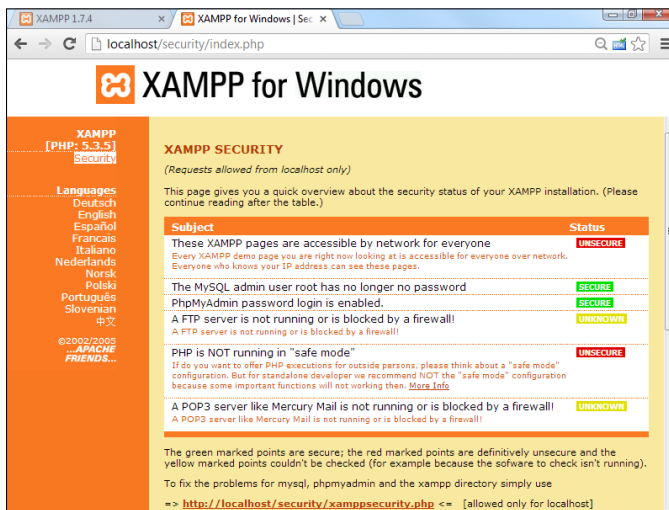 XAMPP 1.7.4
XAMPP for Windows | Sec
localhost/security/index.php
XAMPP for Windows
XAMPP
[PHP: 5.3.5]
Security
Languages
Deutsch
English
Español
Francais
Italiano
Nederlands
Norsk
Polski
Português
Slovenian
中文
©2002/2005
...APACHE
FRIENDS...
XAMPP SECURITY
(Requests allowed from localhost only)
This page gives you a quick overview about the security status of your XAMPP installation. (Please
continue reading after the table.)
Subject Status
These XAMPP pages are accessible by network for everyone UNSECURE
Every XAMPP demo page you are right now looking at is accessible for everyone over network.
Everyone who knows your IP address can see these pages.
The MySQL admin user root has no longer no password SECURE
PhpMyAdmin password login is enabled. SECURE
A FTP server is not running or is blocked by a firewall! UNKNOWN
A FTP server is not running or is blocked by a firewall!
PHP is NOT running in "safe mode" UNSECURE
If do you want to offer PHP executions for outside persons, please think about a "safe mode"
configuration. But for standalone developer we recommend NOT the "safe mode" configuration
because some important functions will not working then. More Info
A POP3 server like Mercury Mail is not running or is blocked by a firewall! UNKNOWN
A POP3 server like Mercury Mail is not running or is blocked by a firewall!
The green marked points are secure; the red marked points are definitively unsecure and the
yellow marked points couldn't be checked (for example because the sofware to check isn't running).
To fix the problems for mysql, phpmyadmin and the xampp directory simply use
=> http://localhost/security/xamppsecurity.php <= [allowed only for localhost]